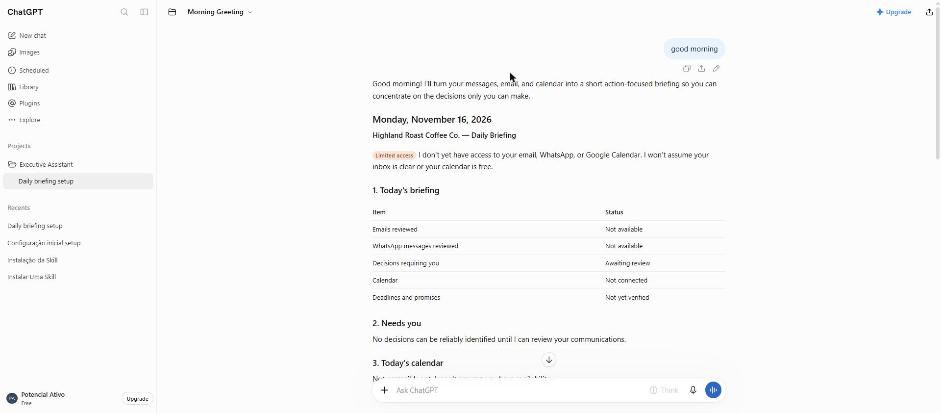 ChatGPT
Morning Greeting
Upgrade
New chat
Images
Scheduled
Library
Plugins
Explore
Projects
Executive Assistant
Daily briefing setup
Recents
Daily briefing setup
Configuração inicial setup
Instalação da Skill
Instalar Uma Skill
Potencial Ativo
Free
Upgrade
good morning
Good morning! I'll turn your messages, email, and calendar into a short action-focused briefing so you can
concentrate on the decisions only you can make.
Monday, November 16, 2026
Highland Roast Coffee Co. — Daily Briefing
Limited access I don't yet have access to your email, WhatsApp, or Google Calendar. I won't assume your
inbox is clear or your calendar is free.
1. Today's briefing
Item Status
Emails reviewed Not available
WhatsApp messages reviewed Not available
Decisions requiring you Awaiting review
Calendar Not connected
Deadlines and promises Not yet verified
2. Needs you
No decisions can be reliably identified until I can review your communications.
3. Today's calendar
Ask ChatGPT
Think